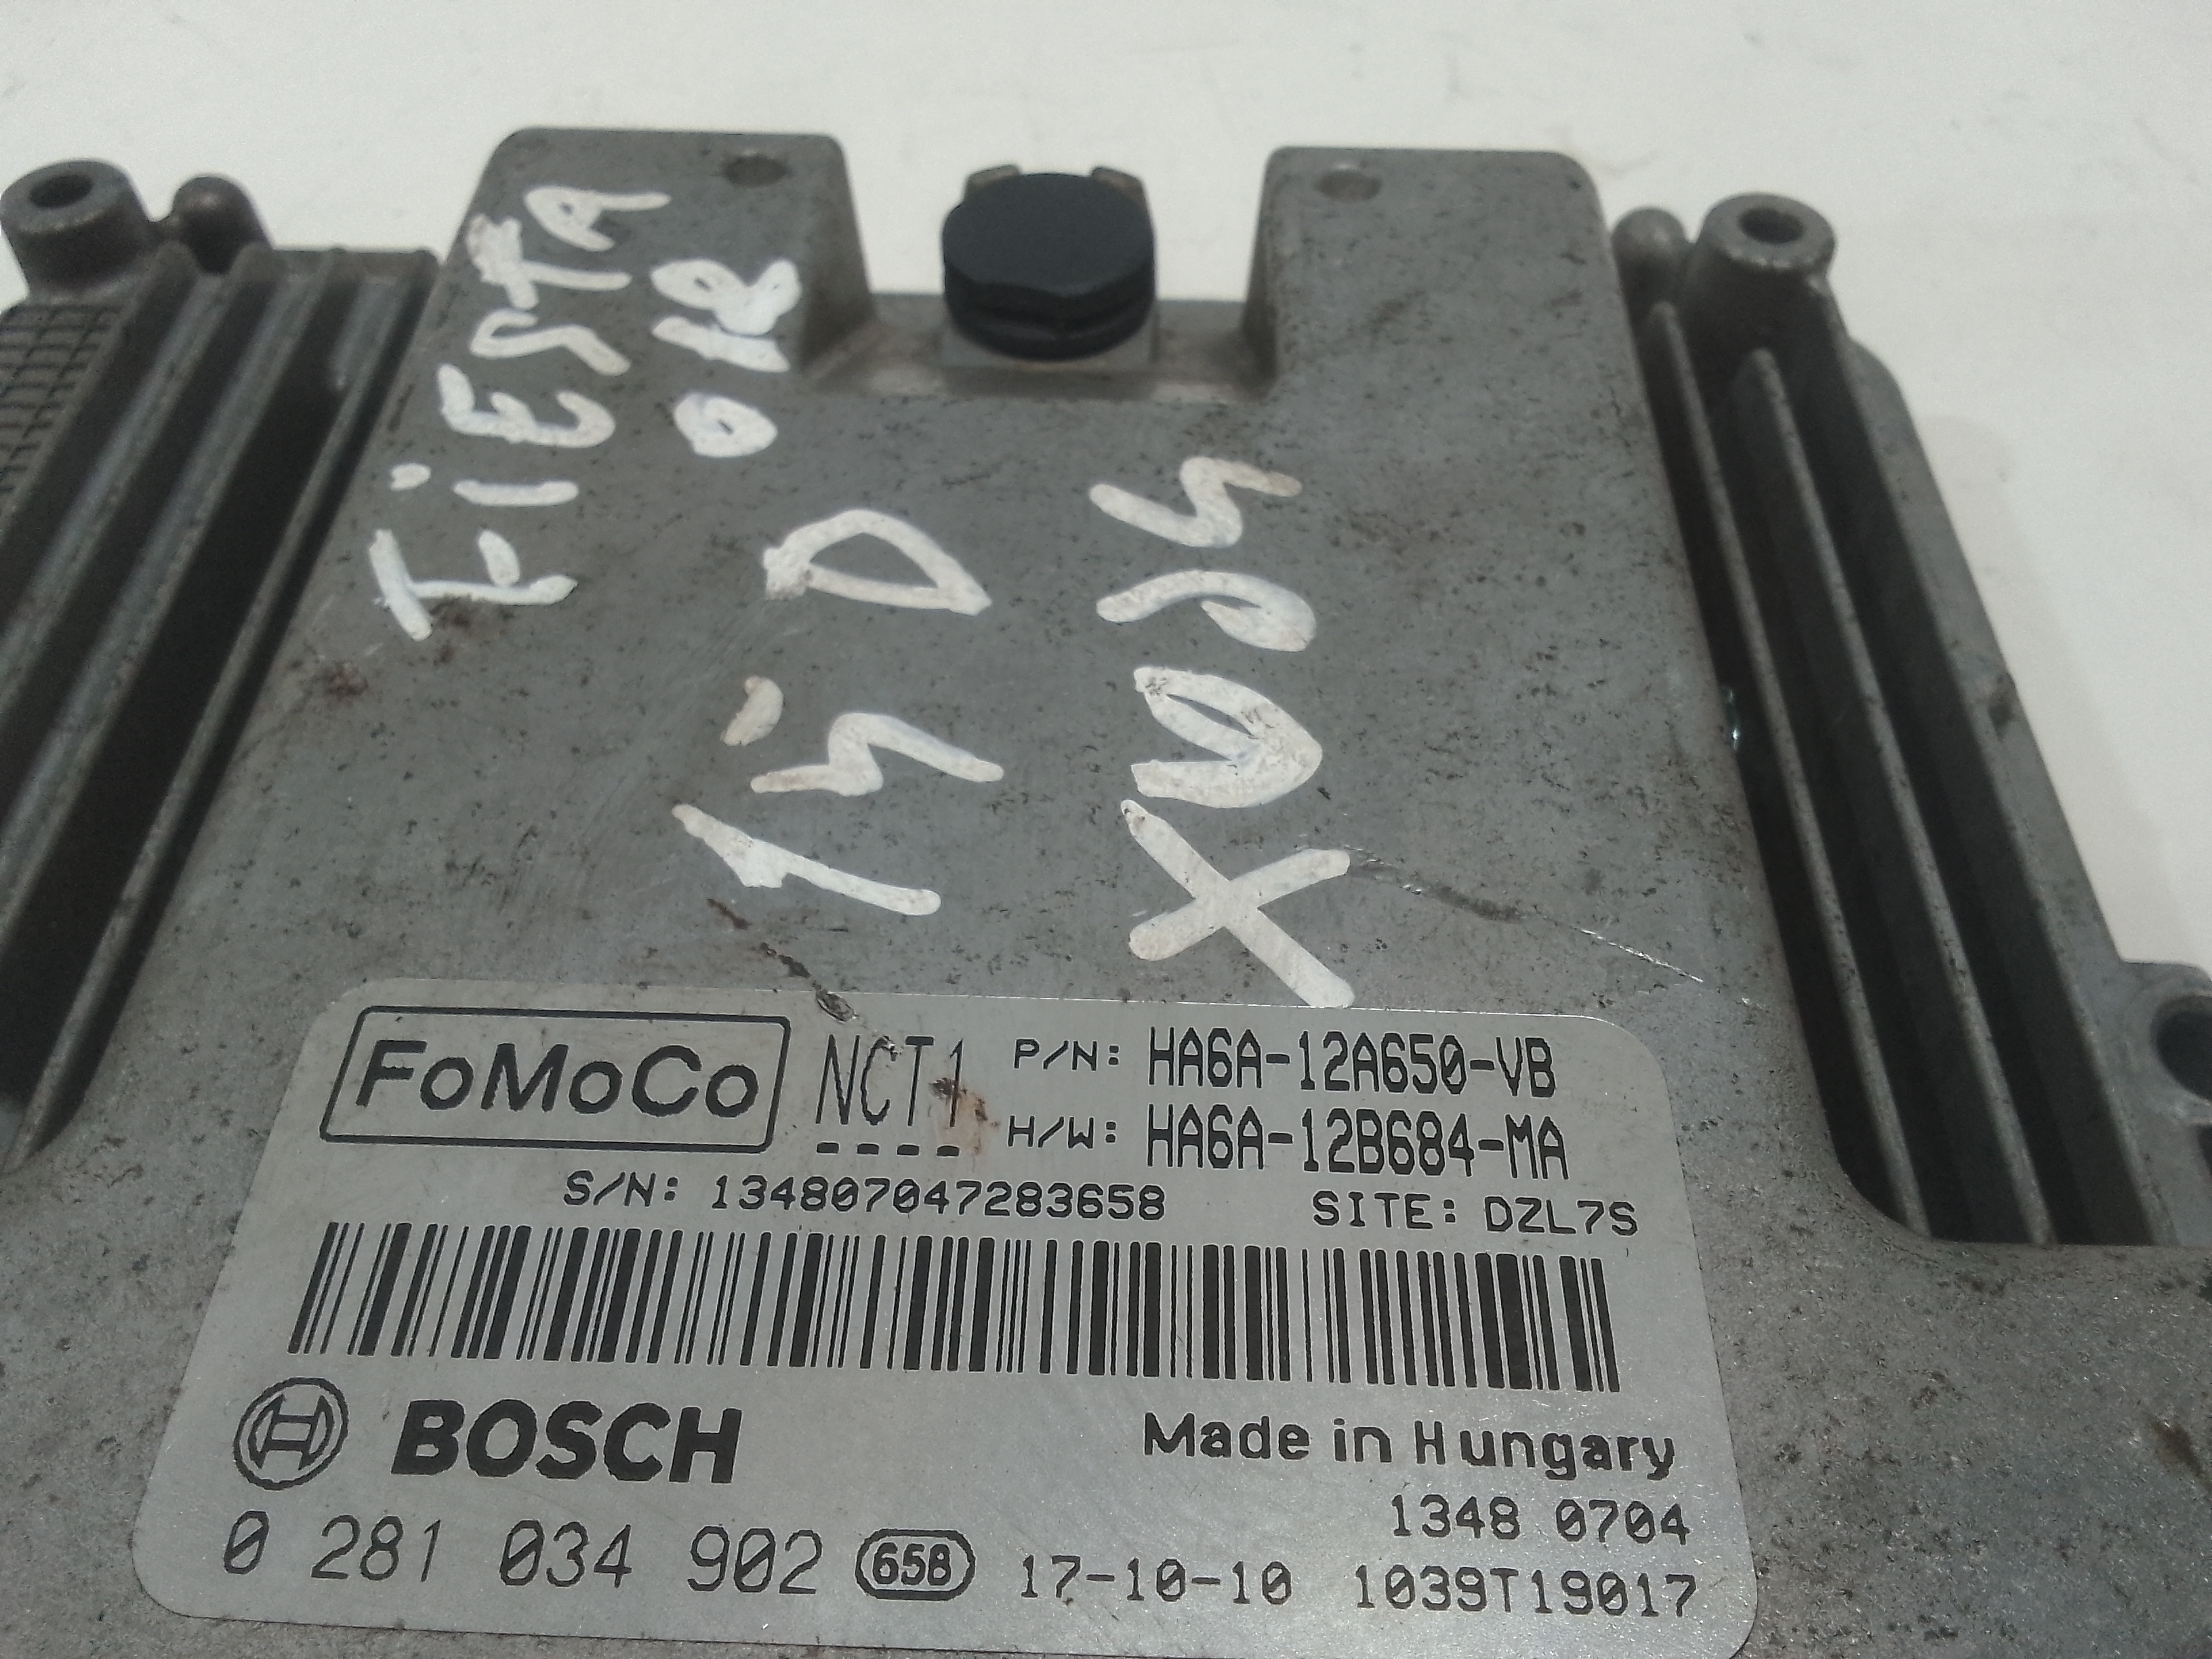 FiESTA
018
1,5 D
XUDS
FoMoCo
NCT1
P/N: HA6A-12A650-VB
H/W: HA6A-12B684-MA
S/N: 134807047283658 SITE: DZL7S
BOSCH
Made in Hungary
1348 0704
0 281 034 902 658 17-10-10 1039T19017